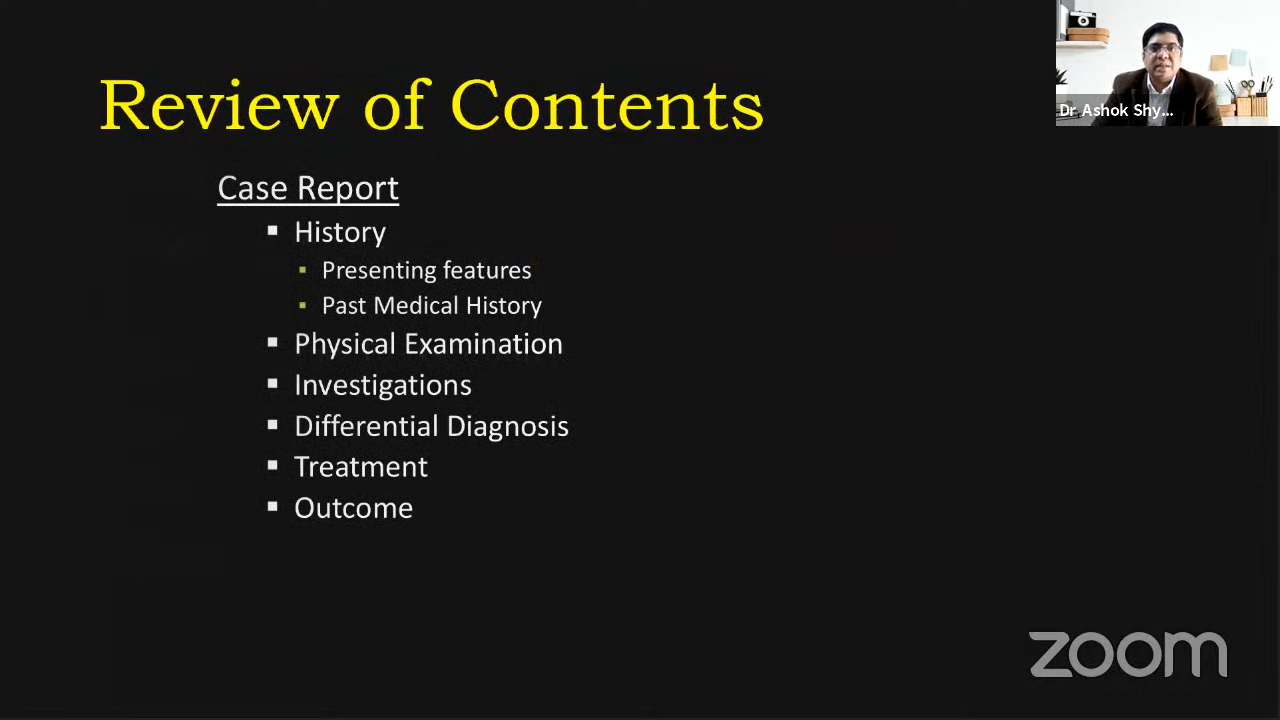 Review of Contents
Dr Ashok Shy...
Case Report
History
Presenting features
Past Medical History
Physical Examination
Investigations
Differential Diagnosis
Treatment
Outcome
zoom